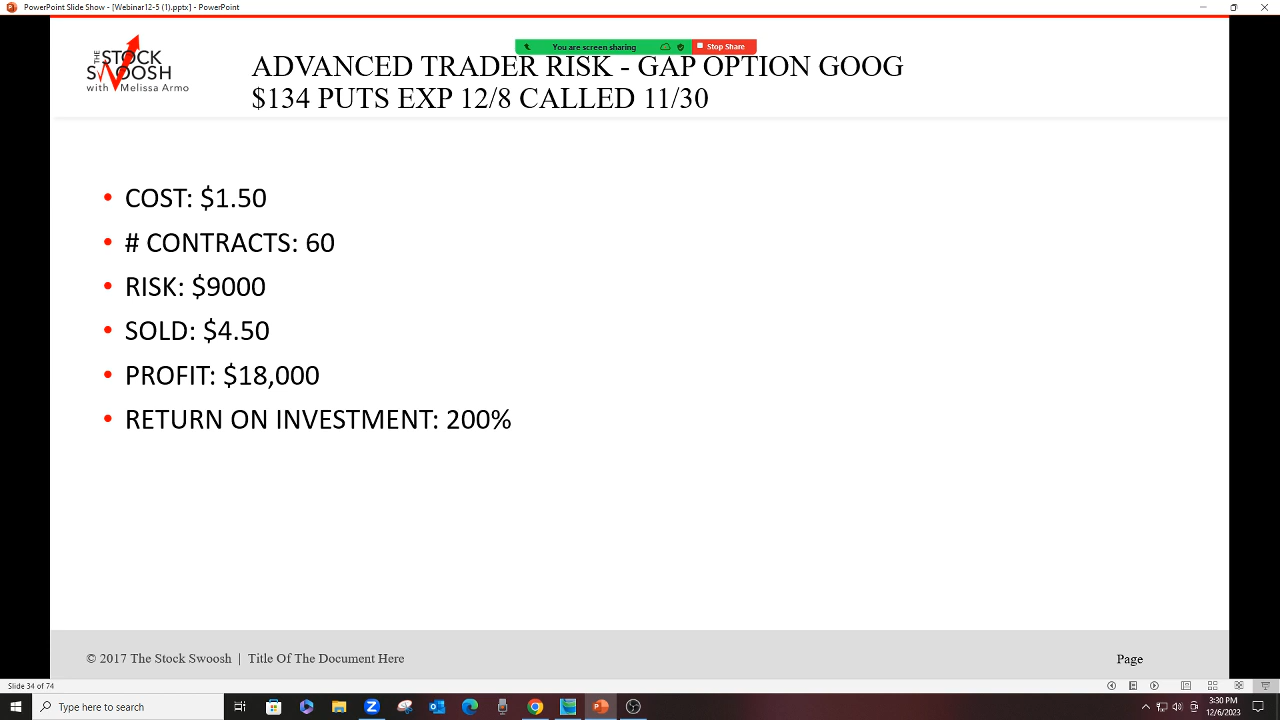 PowerPoint Slide Show - [Webinar12-5 (1).pptx] - PowerPoint
You are screen sharing
Stop Share
THE STOCK
SWOOSH
with Melissa Armo
ADVANCED TRADER RISK - GAP OPTION GOOG
$134 PUTS EXP 12/8 CALLED 11/30
• COST: $1.50
• # CONTRACTS: 60
• RISK: $9000
• SOLD: $4.50
• PROFIT: $18,000
• RETURN ON INVESTMENT: 200%
© 2017 The Stock Swoosh | Title Of The Document Here
Page
Slide 34 of 74
Type here to search
3:30 PM
12/6/2023